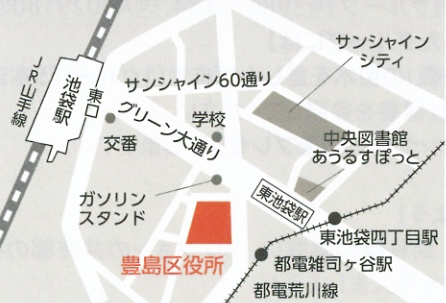 サンシャイン
シティ
サンシャイン60通り
JR山手線
池袋駅
東口
グリーン大通り
学校
交番
中央図書館
あうるすぽっと
ガソリン
スタンド
東池袋駅
豊島区役所
東池袋四丁目駅
都電雑司ヶ谷駅
都電荒川線